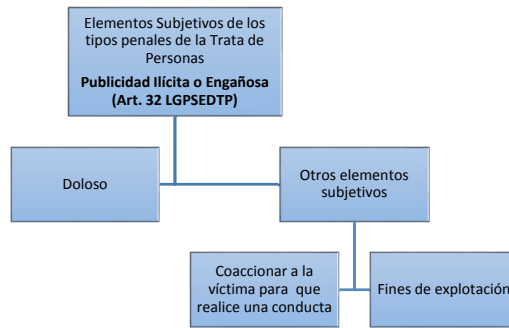 Elementos Subjetivos de los
tipos penales de la Trata de
Personas
Publicidad Ilícita o Engañosa
(Art. 32 LGPSEDTP)
Doloso
Otros elementos
subjetivos
Coaccionar a la
víctima para que
realice una conducta
Fines de explotación